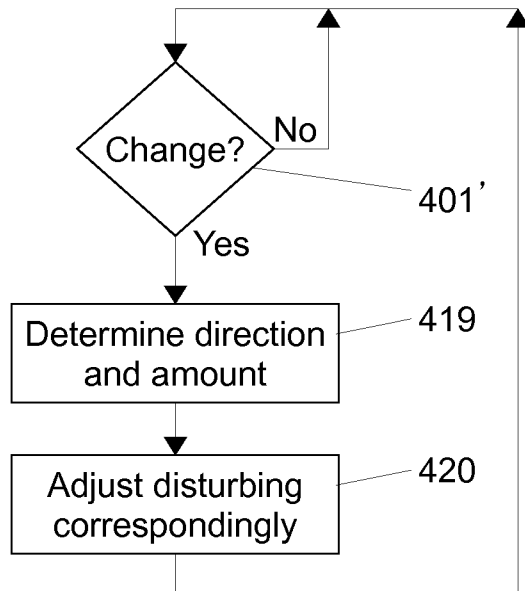 Change?
No
401’
Yes
Determine direction
and amount
419
Adjust disturbing
correspondingly
420